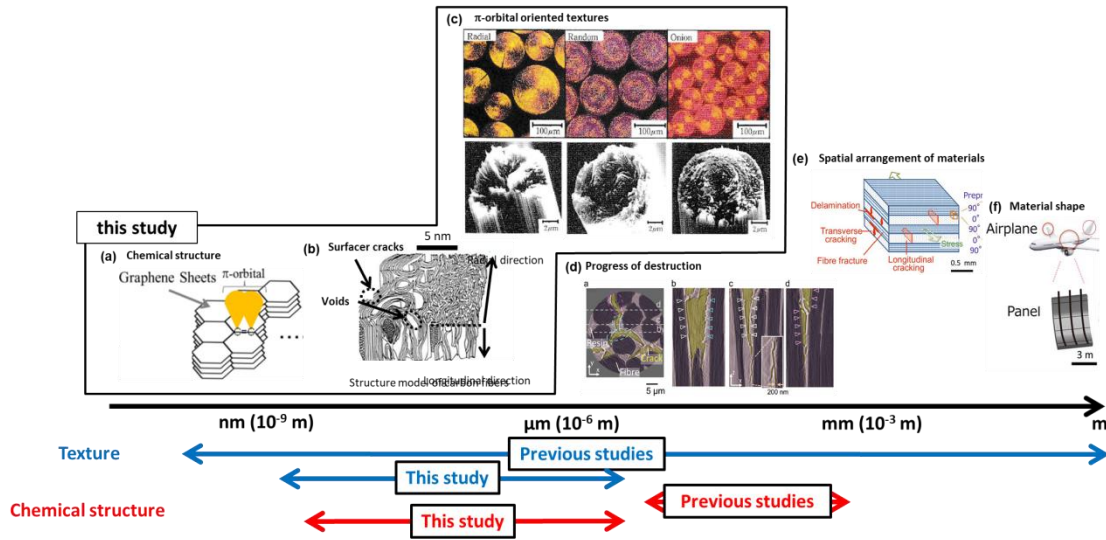 (c) π-orbital oriented textures
Radial
Random
Onion
100μm
100μm
100μm
2μm
2μm
2μm
this study
(a) Chemical structure
Graphene Sheets
π-orbital
(b) Surfacer cracks
5 nm
Radial direction
Voids
Longitudinal direction
Structure model of carbon fibers
(d) Progress of destruction
a
b
c
d
Resin
Crack
Fibre
5 μm
200 nm
(e) Spatial arrangement of materials
Delamination
Transverse
cracking
Fibre fracture
Longitudinal
cracking
Stress
Prepr
90°
0°
90°
0°
90°
0.5 mm
(f) Material shape
Airplane
Panel
3 m
nm (10⁻⁹ m)
μm (10⁻⁶ m)
mm (10⁻³ m)
m
Texture
Previous studies
This study
Chemical structure
Previous studies
This study